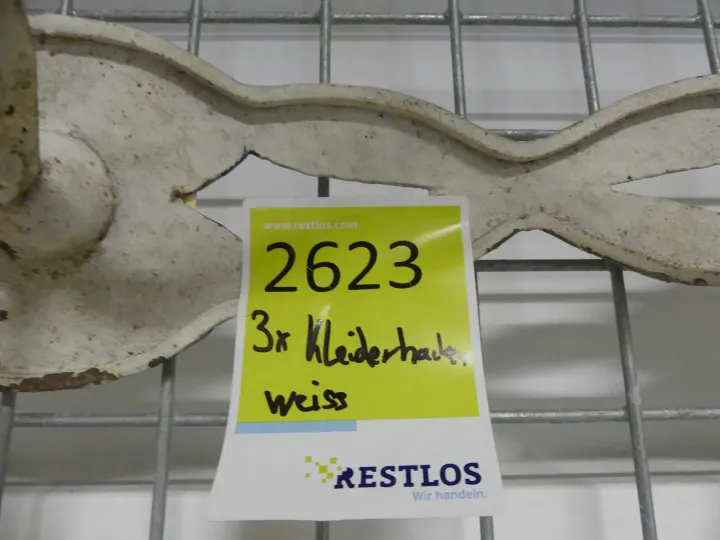 www.restlos.com
2623
3x Kleiderhaken
weiss
RESTLOS
Wir handeln.